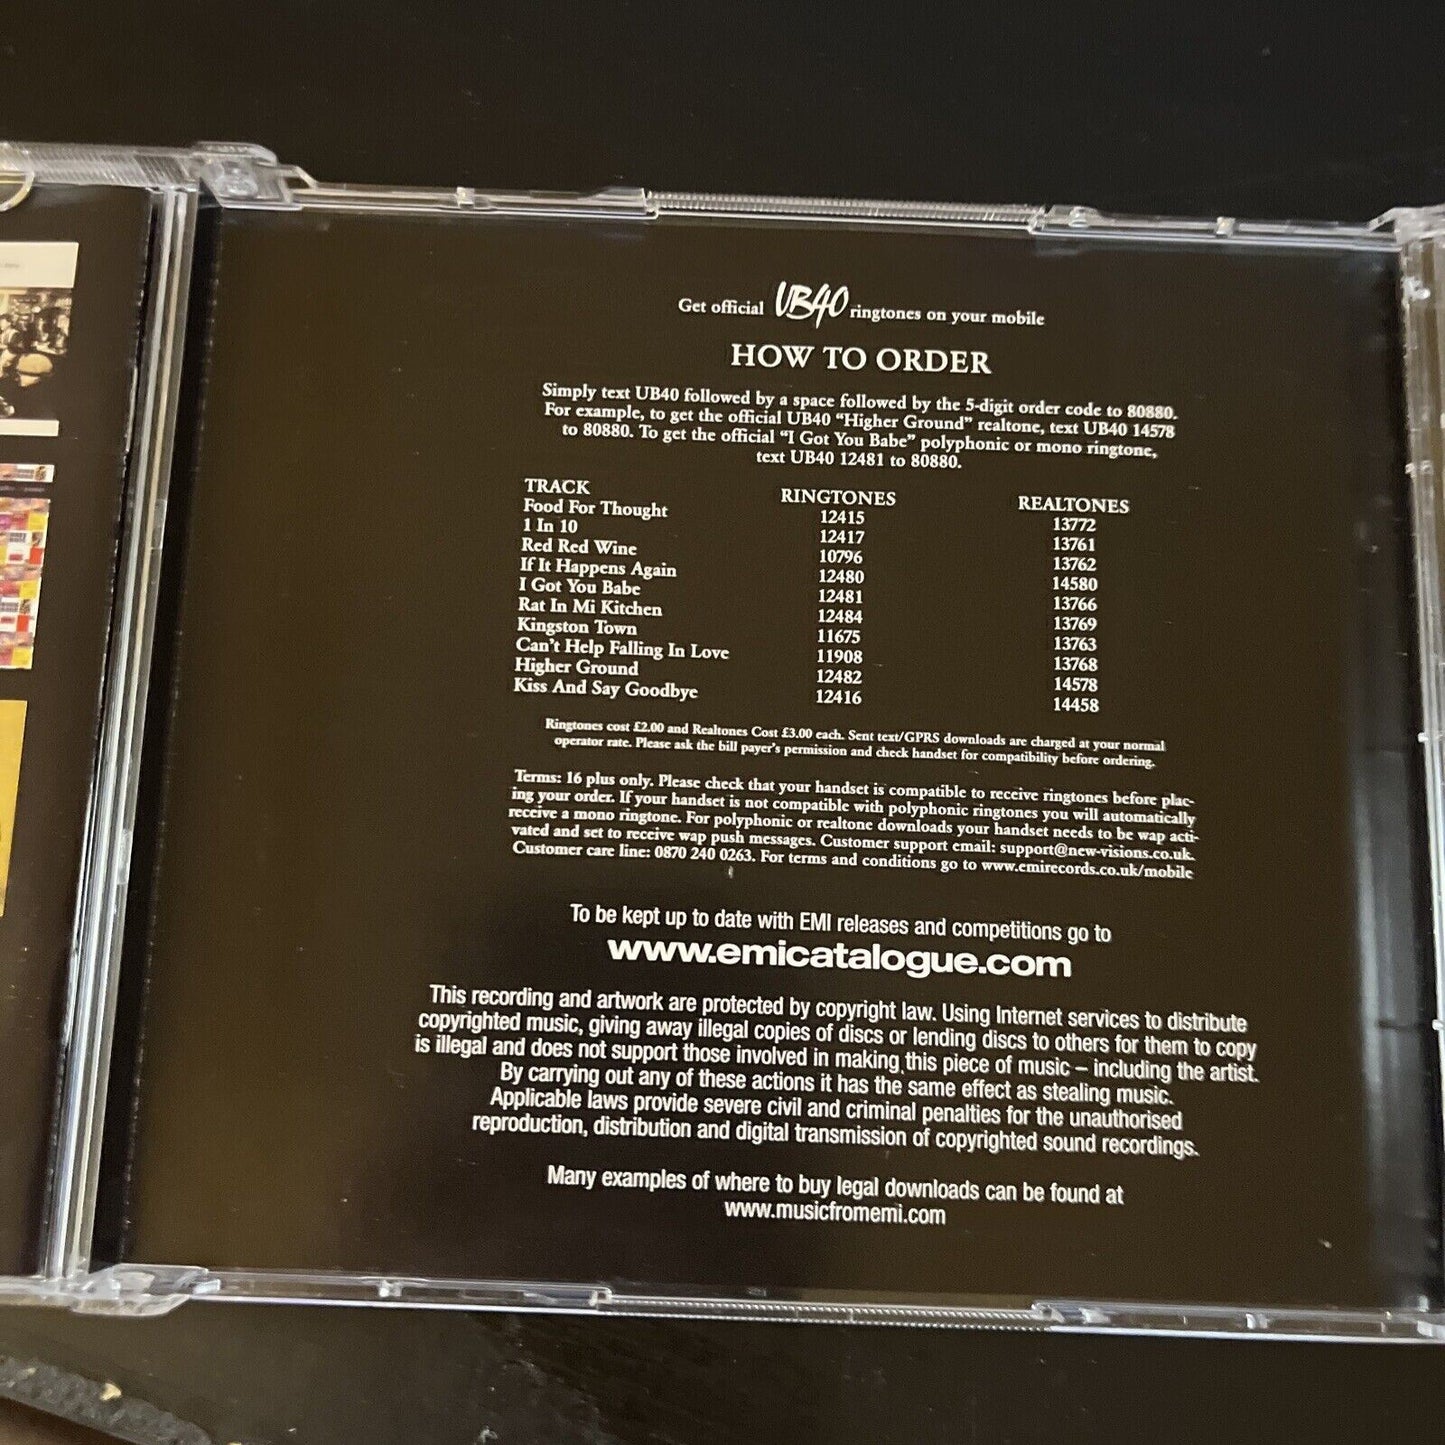 Get official UB40 ringtones on your mobile
HOW TO ORDER
Simply text UB40 followed by a space followed by the 5-digit order code to 80880.
For example, to get the official UB40 “Higher Ground” realtone, text UB40 14578
to 80880. To get the official “I Got You Babe” polyphonic or mono ringtone,
text UB40 12481 to 80880.
TRACK RINGTONES REALTONES
Food For Thought 12415 13772
1 In 10 12417 13761
Red Red Wine 10796 13762
If It Happens Again 12480 14580
I Got You Babe 12481 13766
Rat In Mi Kitchen 12484 13769
Kingston Town 11675 13763
Can’t Help Falling In Love 11908 13768
Higher Ground 12482 14578
Kiss And Say Goodbye 12416 14458
Ringtones cost £2.00 and Realtones Cost £3.00 each. Sent text/GPRS downloads are charged at your normal
operator rate. Please ask the bill payer’s permission and check handset for compatibility before ordering.
Terms: 16 plus only. Please check that your handset is compatible to receive ringtones before plac-
ing your order. If your handset is not compatible with polyphonic ringtones you will automatically
receive a mono ringtone. For polyphonic or realtone downloads your handset needs to be wap acti-
vated and set to receive wap push messages. Customer support email: support@new-visions.co.uk.
Customer care line: 0870 240 0263. For terms and conditions go to www.emirecords.co.uk/mobile
To be kept up to date with EMI releases and competitions go to
www.emicatalogue.com
This recording and artwork are protected by copyright law. Using Internet services to distribute
copyrighted music, giving away illegal copies of discs or lending discs to others for them to copy
is illegal and does not support those involved in making this piece of music – including the artist.
By carrying out any of these actions it has the same effect as stealing music.
Applicable laws provide severe civil and criminal penalties for the unauthorised
reproduction, distribution and digital transmission of copyrighted sound recordings.
Many examples of where to buy legal downloads can be found at
www.musicfromemi.com